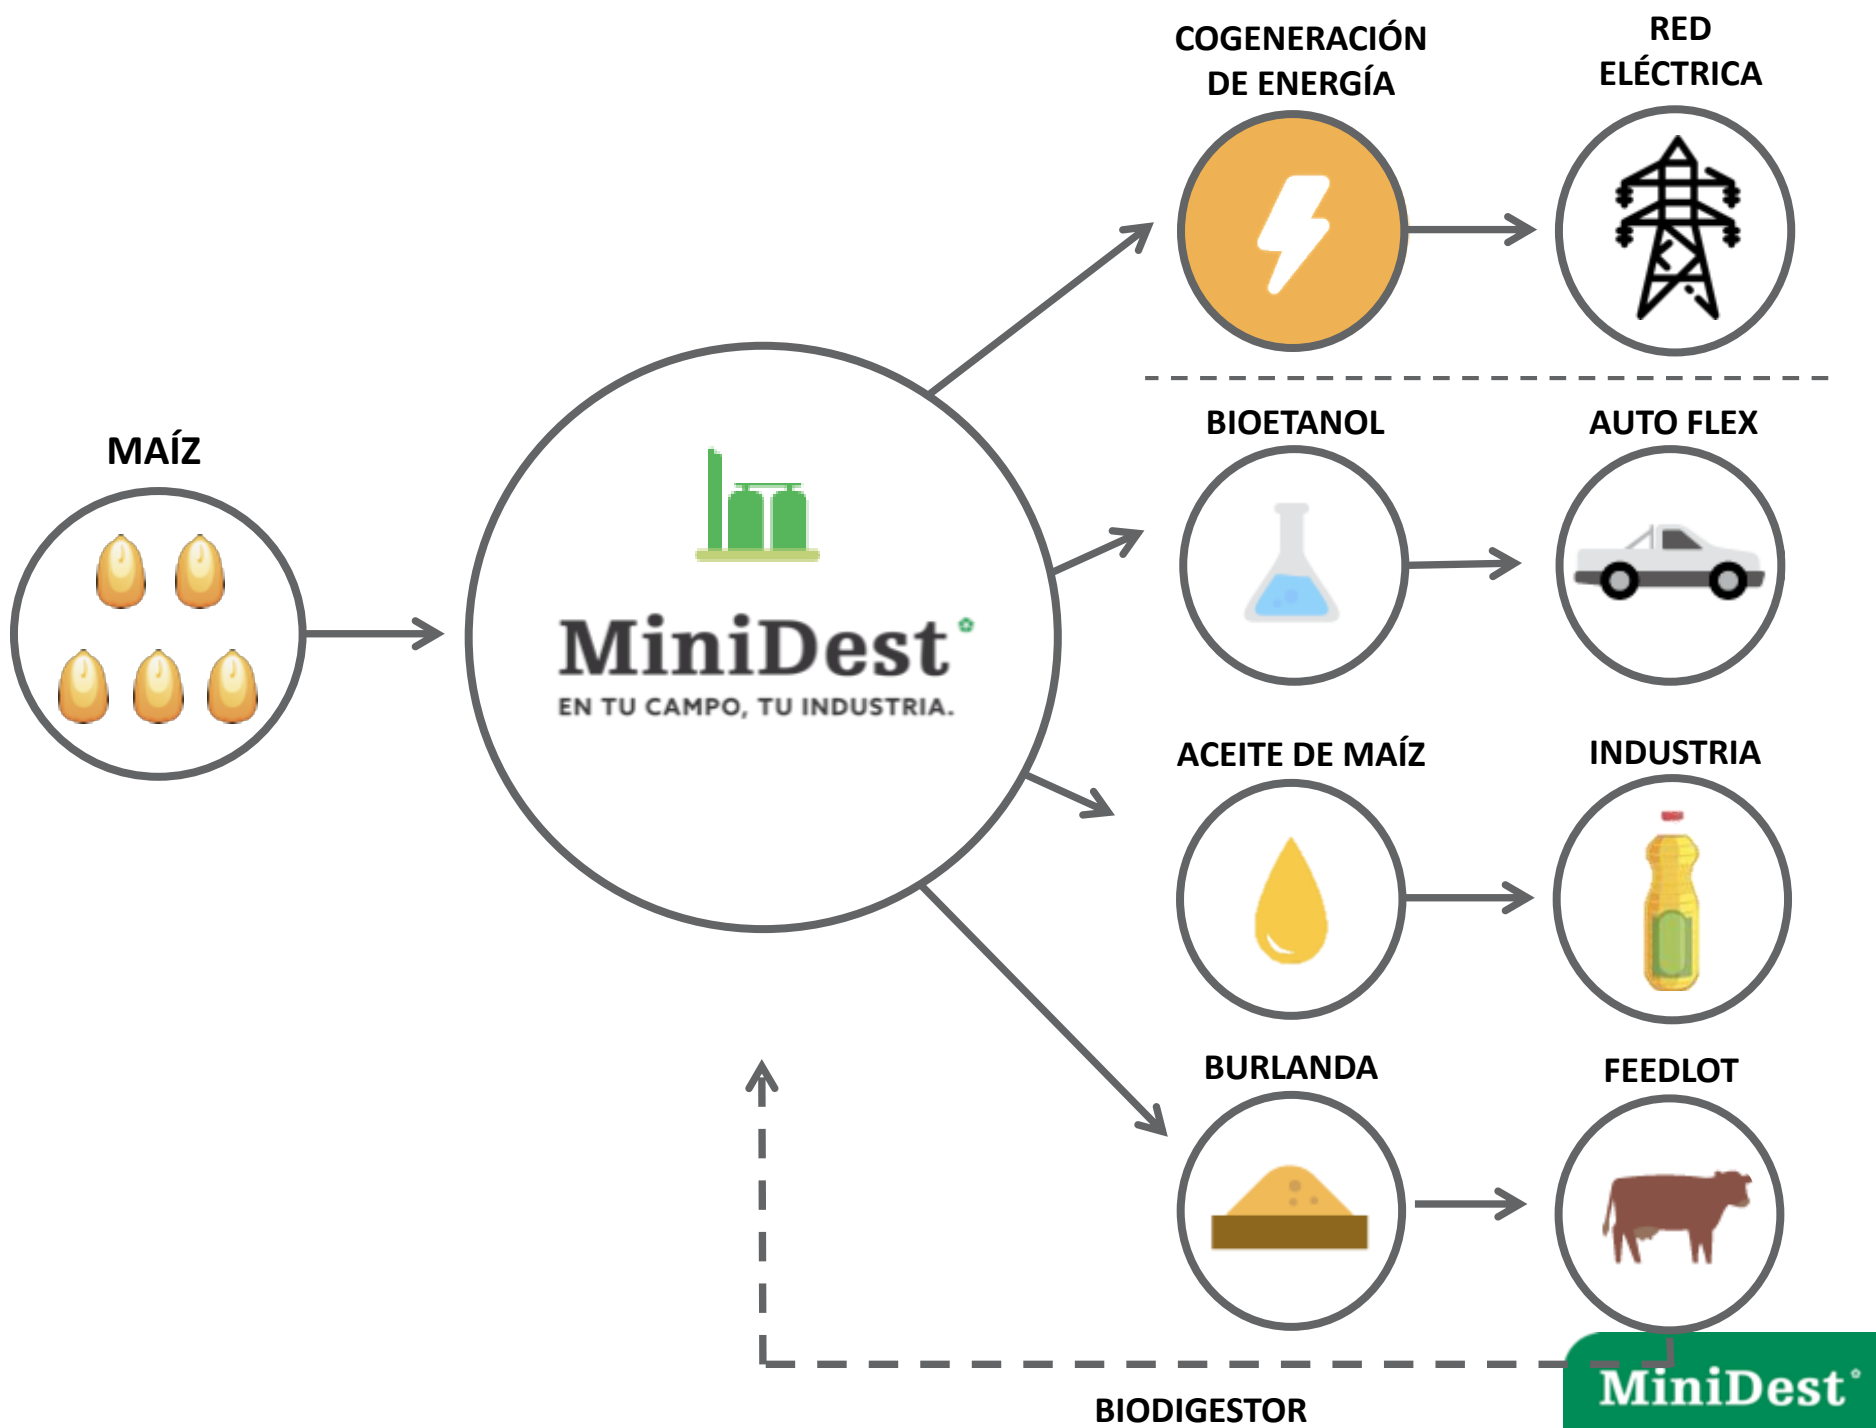 COGENERACIÓN
DE ENERGÍA
RED
ELÉCTRICA
MAÍZ
MiniDest
EN TU CAMPO, TU INDUSTRIA.
BIOETANOL
AUTO FLEX
ACEITE DE MAÍZ
INDUSTRIA
BURLANDA
FEEDLOT
BIODIGESTOR
MiniDest